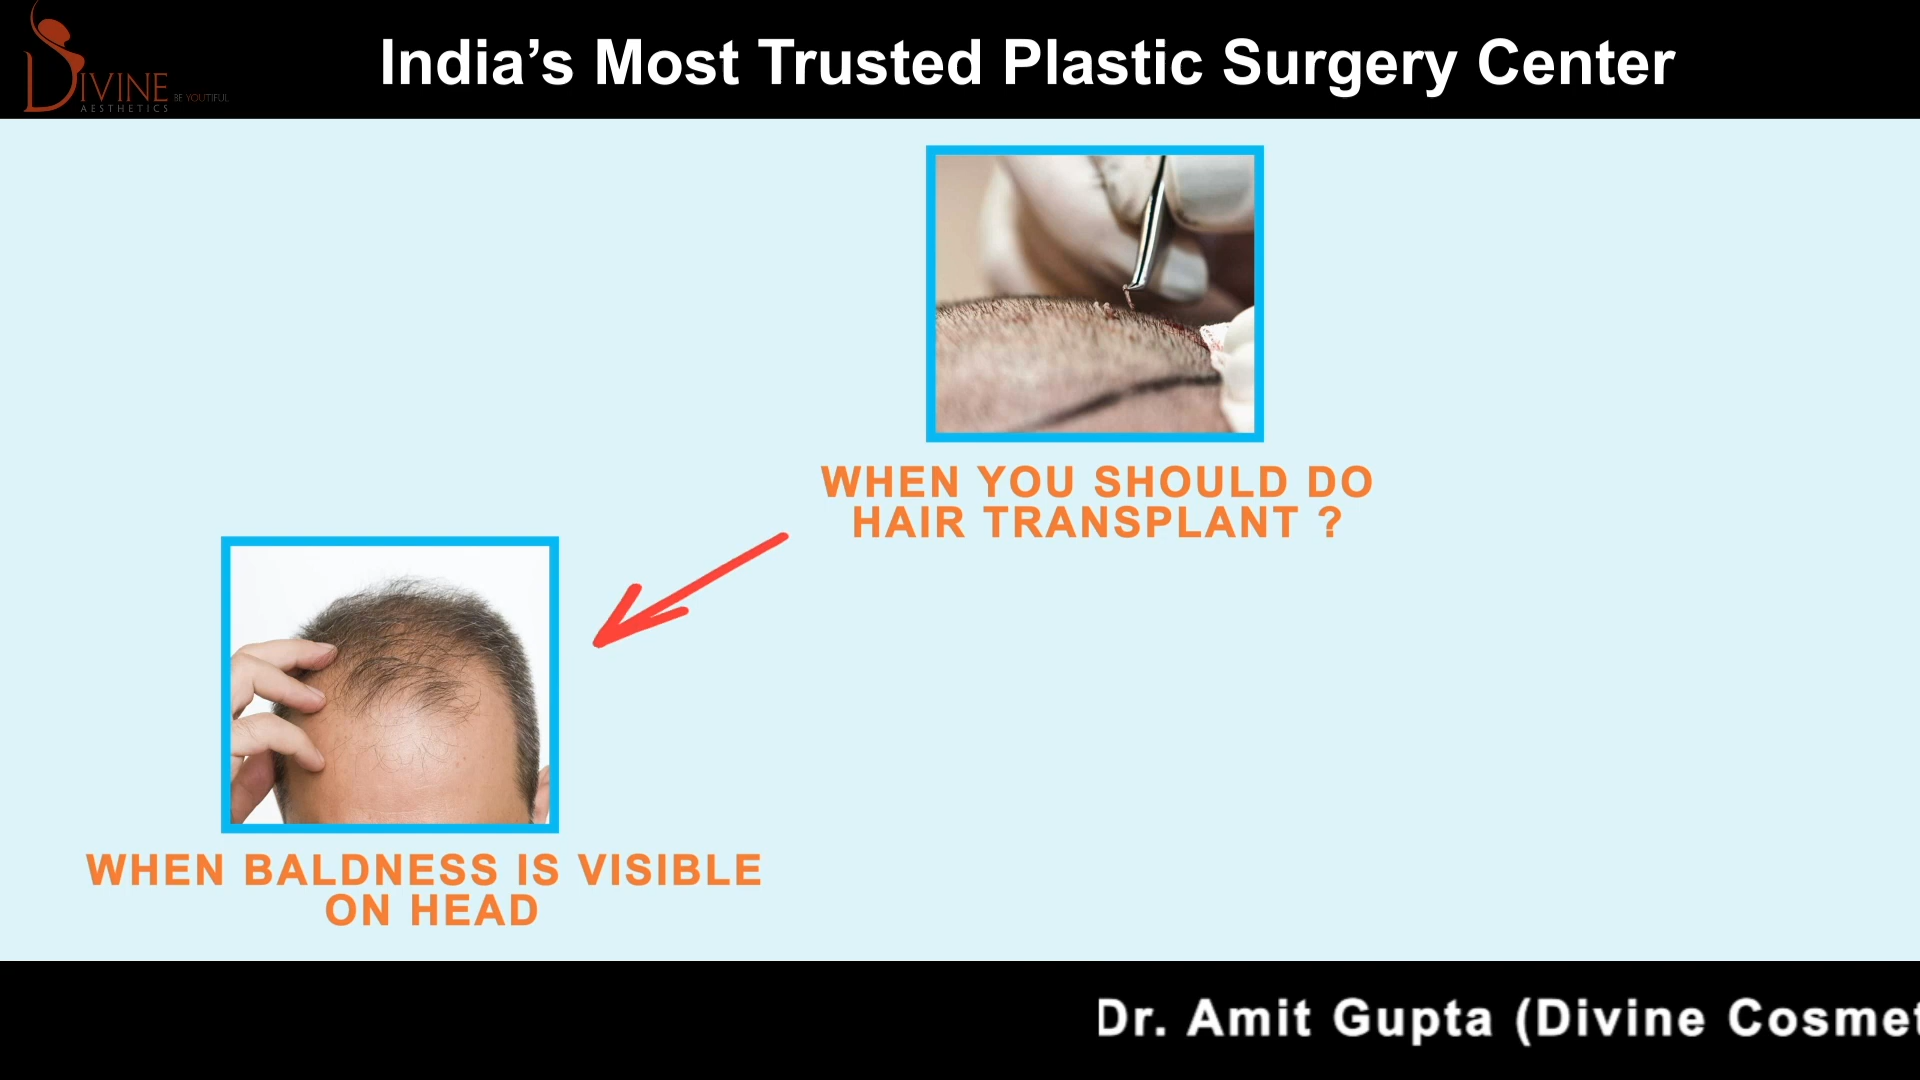 DIVINE
AESTHETICS
BE YOUTIFUL
India’s Most Trusted Plastic Surgery Center
WHEN YOU SHOULD DO
HAIR TRANSPLANT ?
WHEN BALDNESS IS VISIBLE
ON HEAD
Dr. Amit Gupta (Divine Cosmet